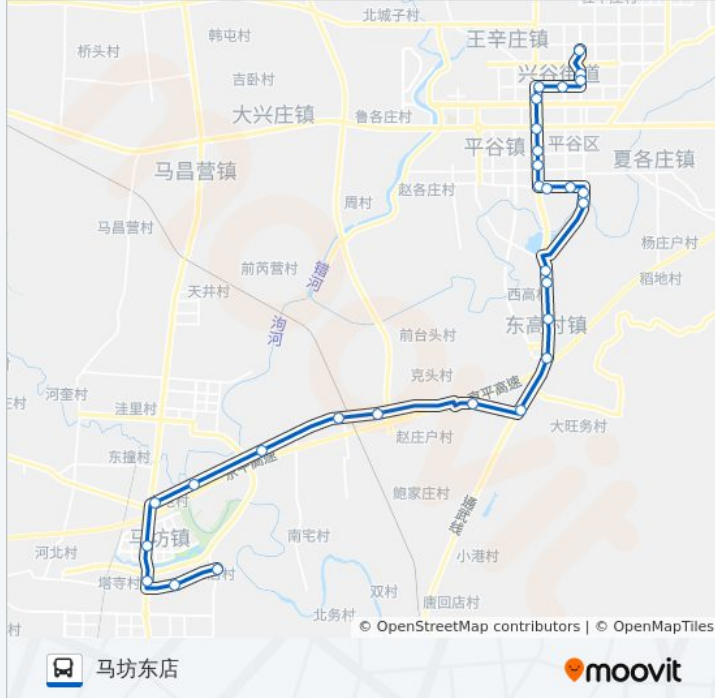 北城子村
王辛庄镇
韩屯村
桥头村
兴谷街道
吉卧村
大兴庄镇
鲁各庄村
平谷镇
平谷区
夏各庄镇
马昌营镇
赵各庄村
周村
马昌营村
杨庄户村
前芮营村
错河
稻地村
天井村
西高村
洵河
东高村镇
前台头村
克头村
京平高速
河奎村
庄村
洼里村
大旺务村
赵庄户村
东撞村
京平高速
鲍家庄村
通武线
马坊镇
南宅村
河北村
小港村
塔寺村
双村
唐回店村
北务村
村
© OpenStreetMap contributors | © OpenMapTiles
马坊东店
moovit